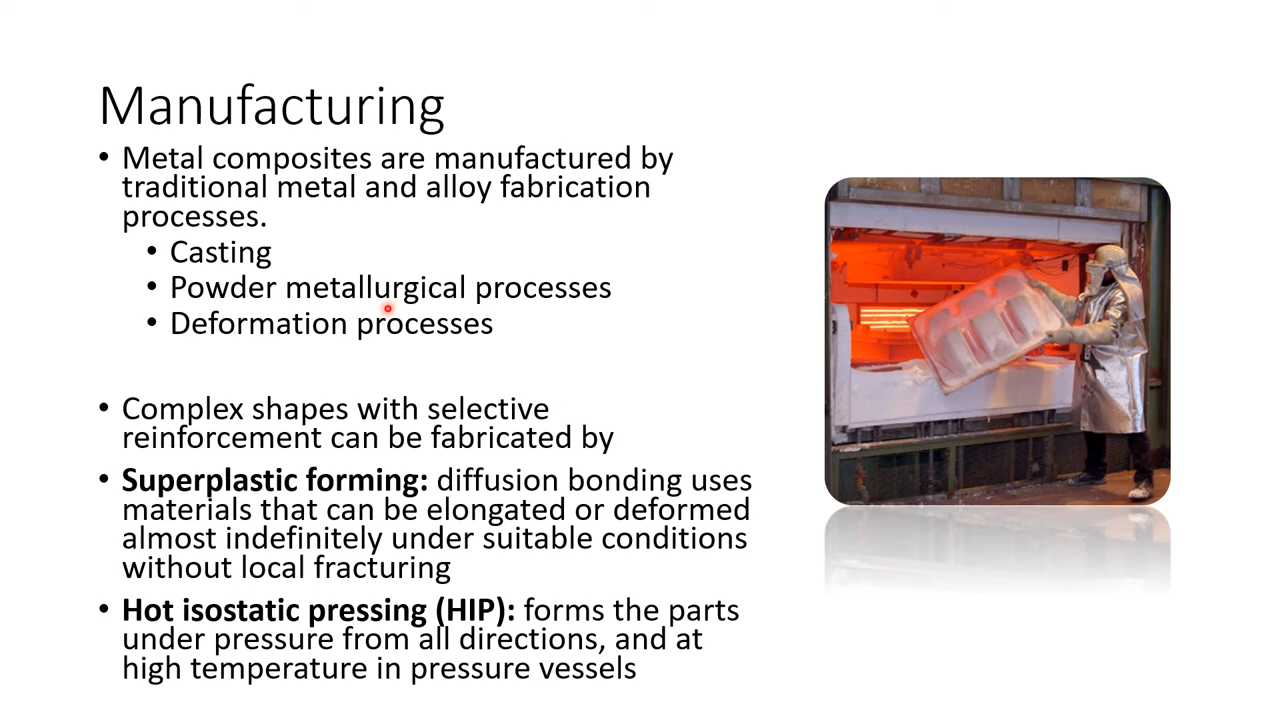 Manufacturing
• Metal composites are manufactured by
traditional metal and alloy fabrication
processes.
• Casting
• Powder metallurgical processes
• Deformation processes
• Complex shapes with selective
reinforcement can be fabricated by
• Superplastic forming: diffusion bonding uses
materials that can be elongated or deformed
almost indefinitely under suitable conditions
without local fracturing
• Hot isostatic pressing (HIP): forms the parts
under pressure from all directions, and at
high temperature in pressure vessels